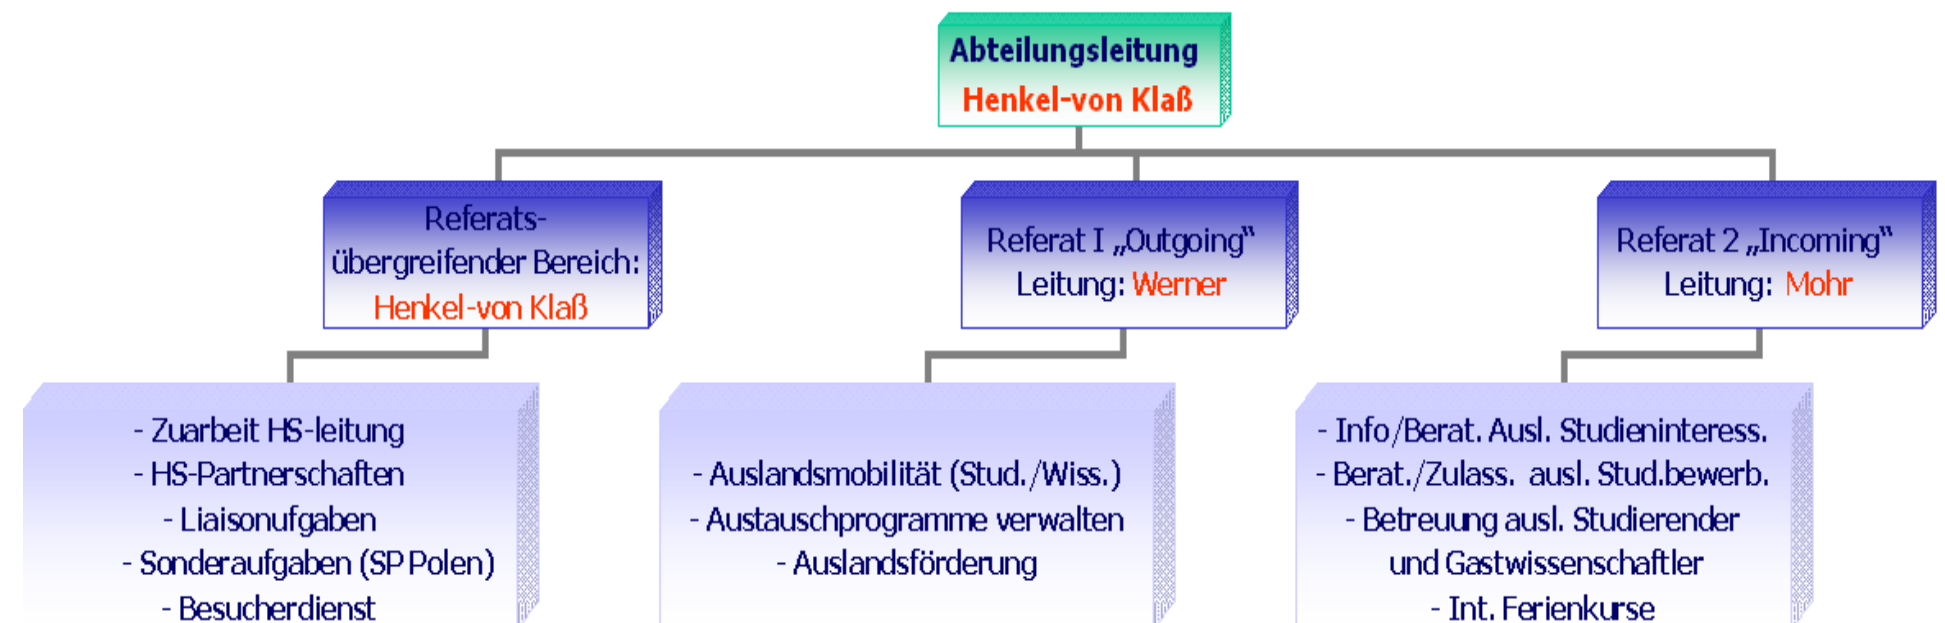 Abteilungsleitung
Henkel-von Klaß
Referats-
übergreifender Bereich:
Henkel-von Klaß
Referat I „Outgoing“
Leitung: Werner
Referat 2 „Incoming“
Leitung: Mohr
- Zuarbeit HS-leitung
- HS-Partnerschaften
- Liaisonufgaben
- Sonderaufgaben (SP Polen)
- Besucherdienst
- Auslandsmobilität (Stud./Wiss.)
- Austauschprogramme verwalten
- Auslandsförderung
- Info/Berat. Ausl. Studieninteress.
- Berat./Zulass. ausl. Stud.bewerb.
- Betreuung ausl. Studierender
und Gastwissenschaftler
- Int. Ferienkurse